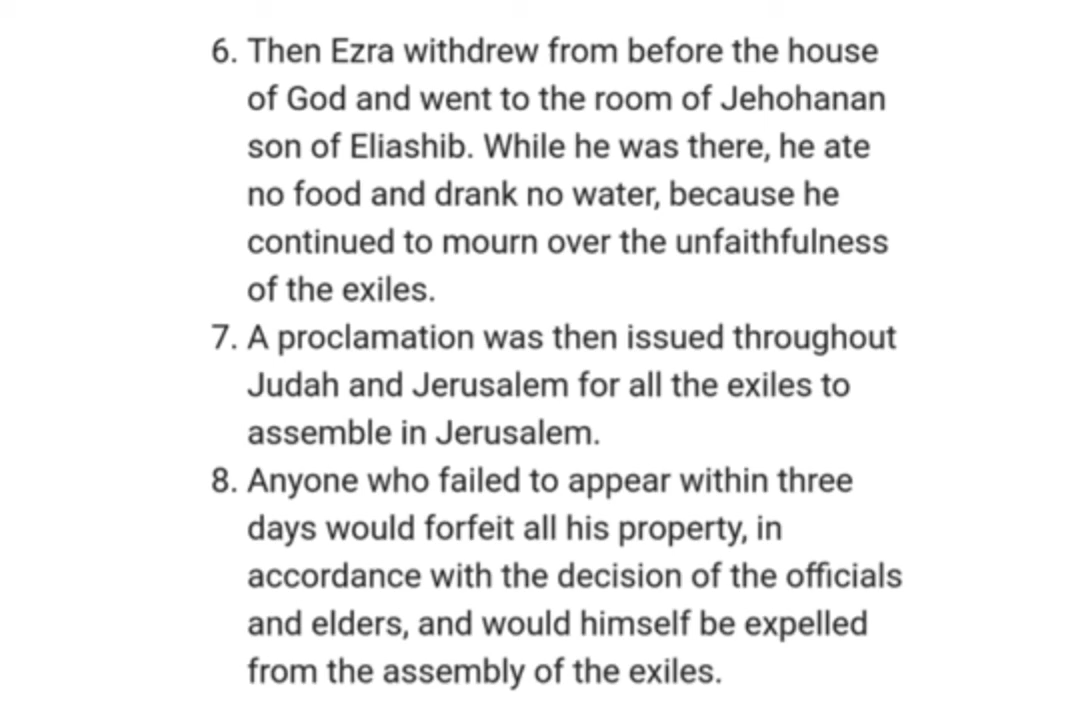 6. Then Ezra withdrew from before the house
of God and went to the room of Jehohanan
son of Eliashib. While he was there, he ate
no food and drank no water, because he
continued to mourn over the unfaithfulness
of the exiles.
7. A proclamation was then issued throughout
Judah and Jerusalem for all the exiles to
assemble in Jerusalem.
8. Anyone who failed to appear within three
days would forfeit all his property, in
accordance with the decision of the officials
and elders, and would himself be expelled
from the assembly of the exiles.